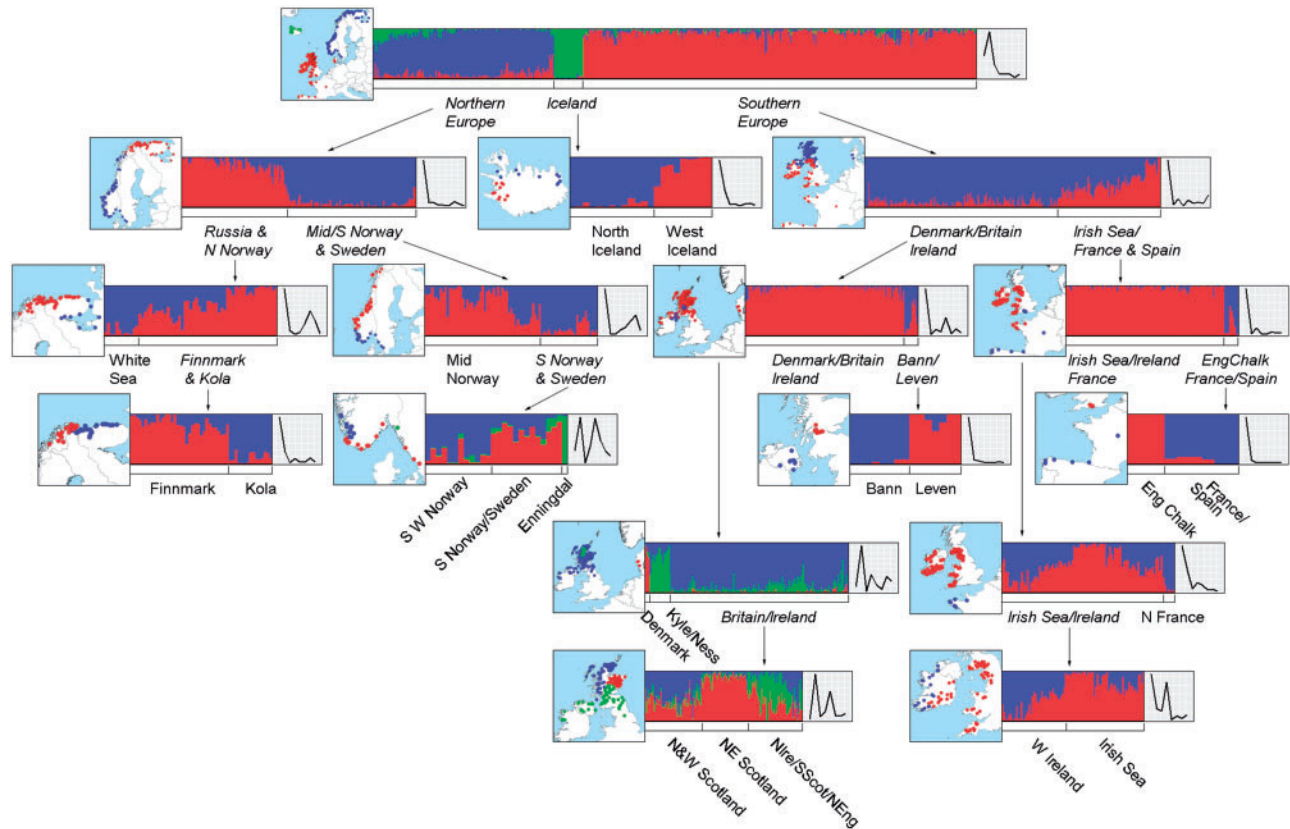 Northern
Europe
Iceland
Southern
Europe
Russia &
N Norway
Mid/S Norway
& Sweden
North
Iceland
West
Iceland
Denmark/Britain
Ireland
Irish Sea/
France & Spain
White
Sea
Finnmark
& Kola
Mid
Norway
S Norway
& Sweden
Denmark/Britain
Ireland
Bann/
Leven
Irish Sea/Ireland
France
EngChalk
France/Spain
Finnmark
Kola
S W Norway
S Norway/Sweden
Enningdal
Bann
Leven
Eng Chalk
France/
Spain
Denmark
Kyle/Ness
Britain/Ireland
Irish Sea/Ireland
N France
N&W Scotland
NE Scotland
NIre/SScot/NEng
W Ireland
Irish Sea